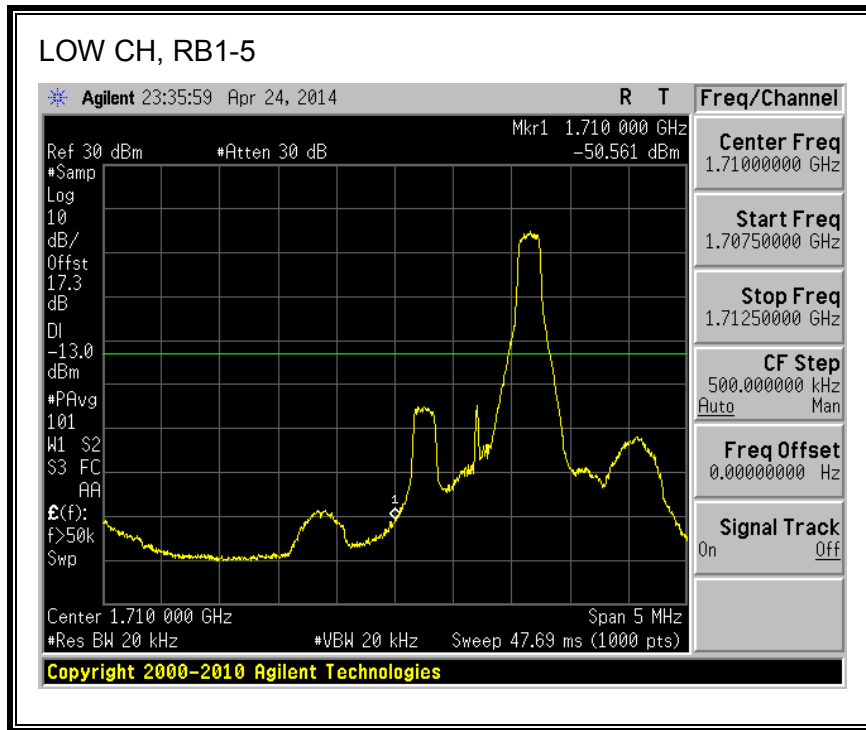 LOW CH, RB1-5
Agilent 23:35:59 Apr 24, 2014 R T
Freq/Channel
Mkr1 1.710 000 GHz
Ref 30 dBm #Atten 30 dB -50.561 dBm
#Samp
Log
10
dB/
Offst
17.3
dB
DI
-13.0
dBm
#PAvg
101
W1 S2
S3 FC
AA
£(f):
f>50k
Swp
1
Center 1.710 000 GHz Span 5 MHz
#Res BW 20 kHz #VBW 20 kHz Sweep 47.69 ms (1000 pts)
Center Freq
1.71000000 GHz
Start Freq
1.70750000 GHz
Stop Freq
1.71250000 GHz
CF Step
500.000000 kHz
Auto Man
Freq Offset
0.00000000 Hz
Signal Track
On Off
Copyright 2000-2010 Agilent Technologies